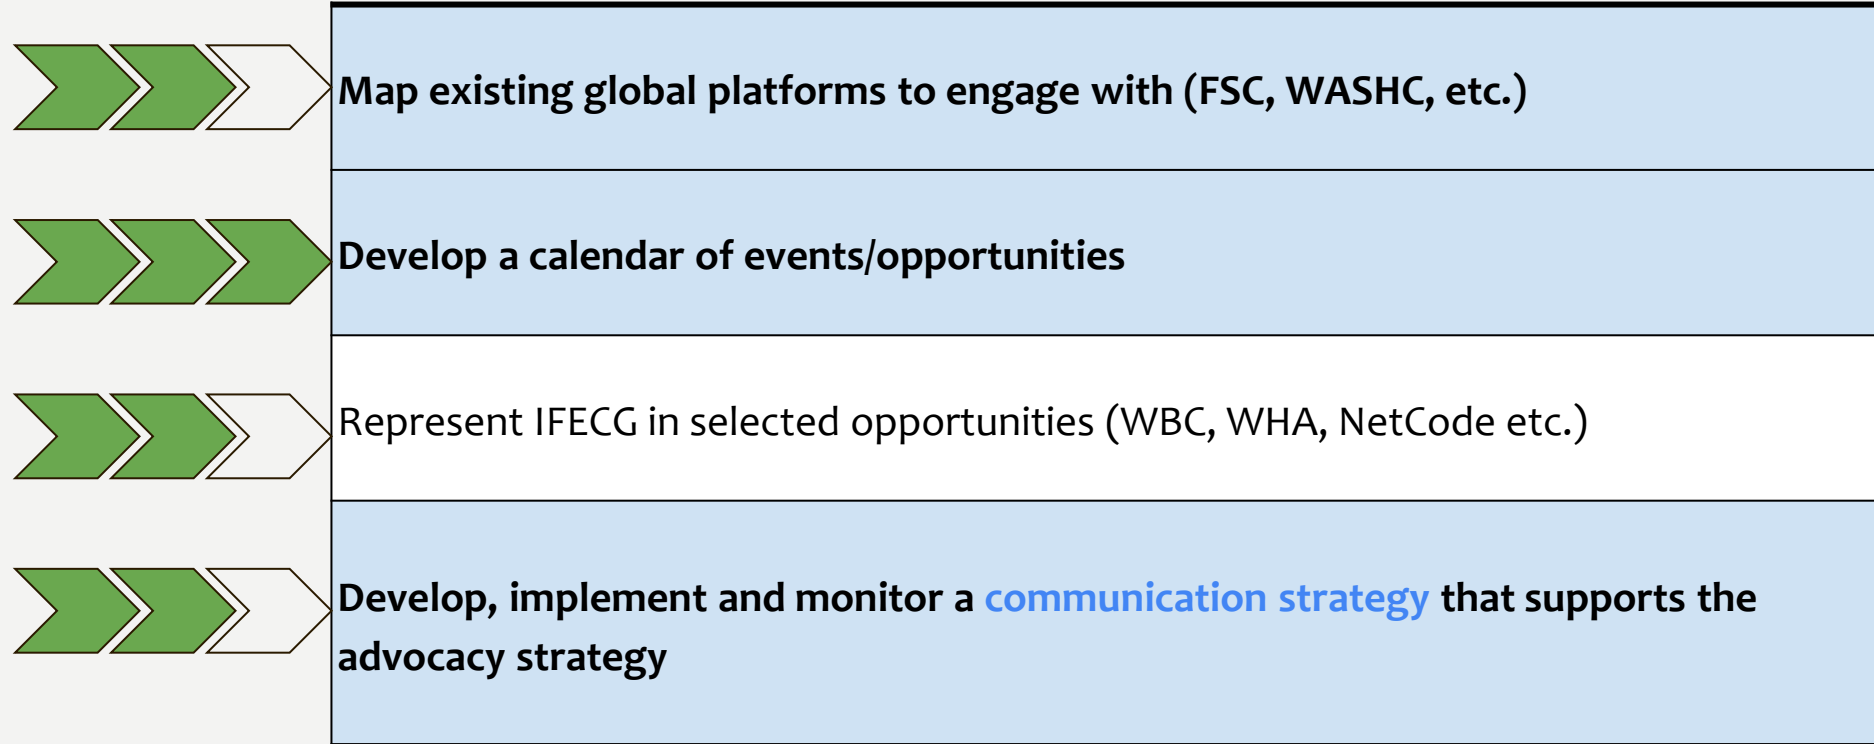 Map existing global platforms to engage with (FSC, WASHC, etc.)
Develop a calendar of events/opportunities
Represent IFECG in selected opportunities (WBC, WHA, NetCode etc.)
Develop, implement and monitor a communication strategy that supports the
advocacy strategy